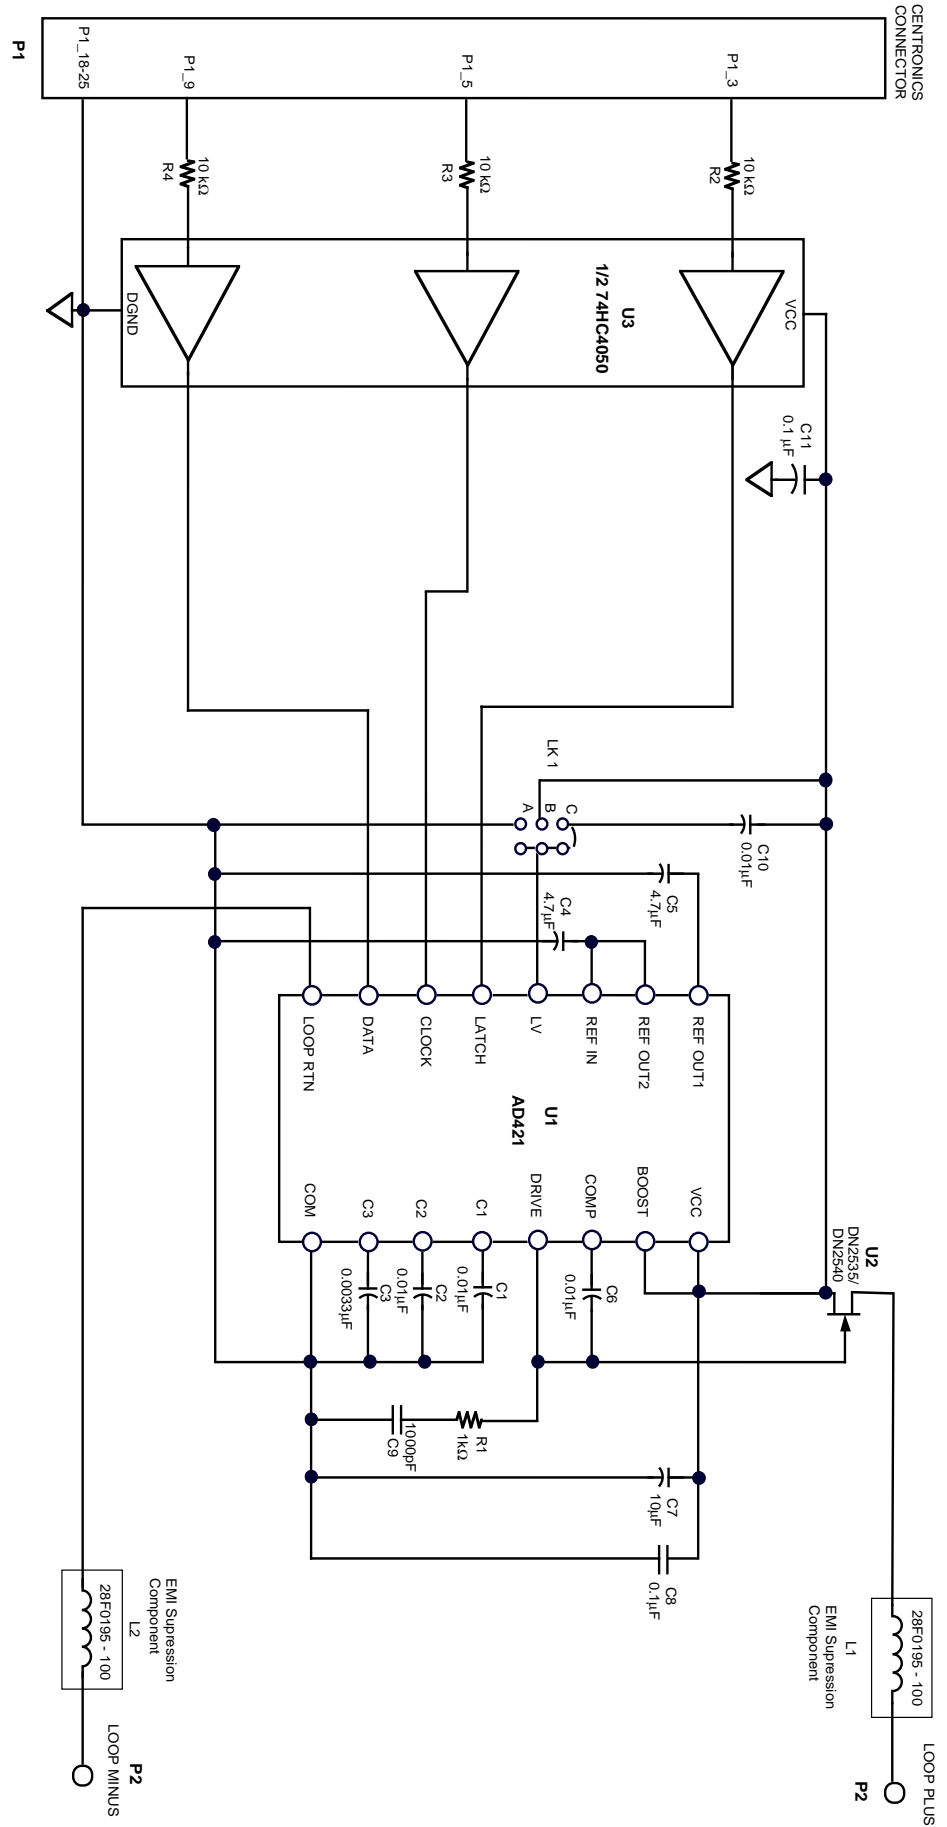 CENTRONICS
CONNECTOR
P1_3
P1_5
P1_9
P1_18-25
P1
10 kΩ
R2
10 kΩ
R3
10 kΩ
R4
VCC
U3
1/2 74HC4050
DGND
C11
0.1 µF
LK 1
C
B
A
C10
0.01µF
C5
4.7µF
C4
4.7µF
REF OUT1
REF OUT2
REF IN
LV
LATCH
CLOCK
DATA
LOOP RTN
U1
AD421
VCC
BOOST
COMP
DRIVE
C1
C2
C3
COM
U2
DN2535/
DN2540
C6
0.01µF
C1
0.01µF
C2
0.01µF
C3
0.0033µF
R1
1kΩ
1000pF
C9
C7
10µF
C8
0.1µF
28F0195 - 100
L1
EMI Supression
Component
EMI Supression
Component
L2
28F0195 - 100
LOOP PLUS
P2
P2
LOOP MINUS